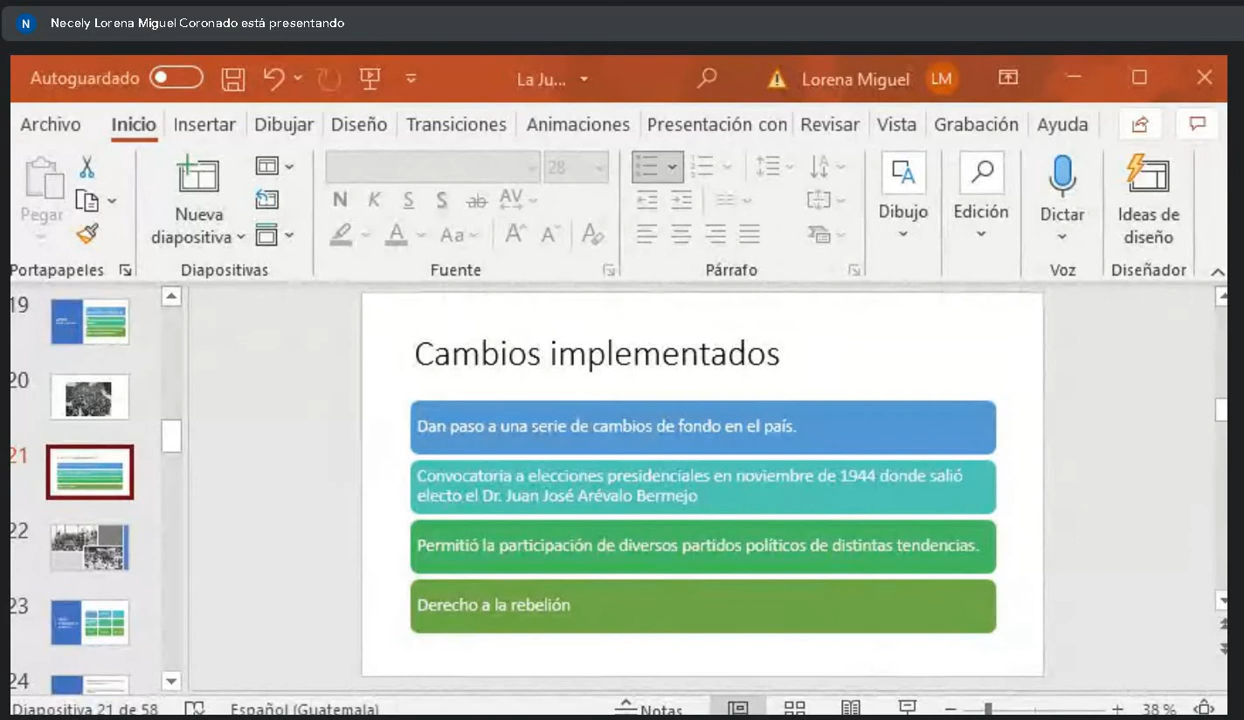 N Necely Lorena Miguel Coronado está presentando
Autoguardado La Ju... Lorena Miguel LM
Archivo Inicio Insertar Dibujar Diseño Transiciones Animaciones Presentación con Revisar Vista Grabación Ayuda
Pegar
Nueva
diapositiva
28
N K S S ab AV
A Aa A A A
Dibujo Edición Dictar
Ideas de
diseño
Portapapeles Diapositivas Fuente Párrafo Voz Diseñador
19
20
21
22
23
24
Cambios implementados
Dan paso a una serie de cambios de fondo en el país.
Convocatoria a elecciones presidenciales en noviembre de 1944 donde salió
electo el Dr. Juan José Arévalo Bermejo
Permitió la participación de diversos partidos políticos de distintas tendencias.
Derecho a la rebelión
Diapositiva 21 de 58 Español (Guatemala) Notas 38 %